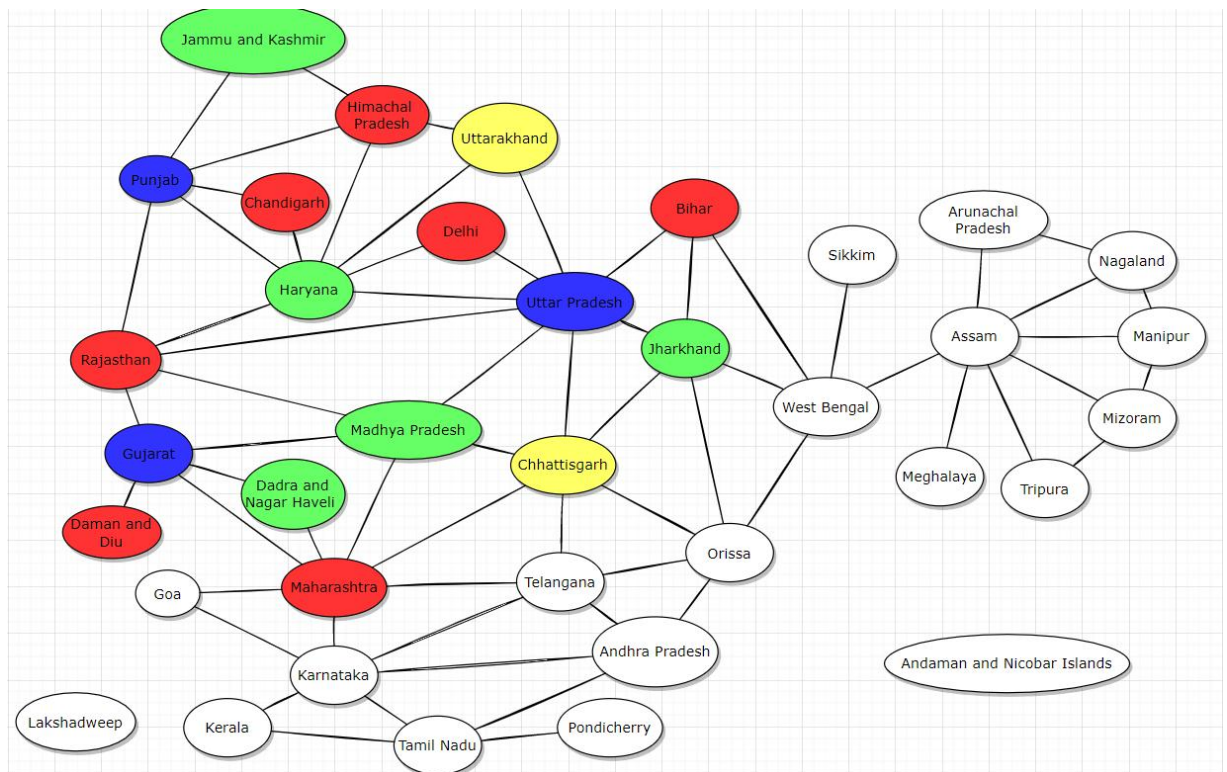 Jammu and Kashmir
Himachal
Pradesh
Uttarakhand
Punjab
Chandigarh
Bihar
Delhi
Arunachal
Pradesh
Sikkim
Nagaland
Haryana
Uttar Pradesh
Jharkhand
Assam
Manipur
Rajasthan
West Bengal
Mizoram
Madhya Pradesh
Gujarat
Chhattisgarh
Meghalaya
Tripura
Dadra and
Nagar Haveli
Daman and
Diu
Orissa
Telangana
Maharashtra
Goa
Andhra Pradesh
Andaman and Nicobar Islands
Karnataka
Lakshadweep
Kerala
Pondicherry
Tamil Nadu